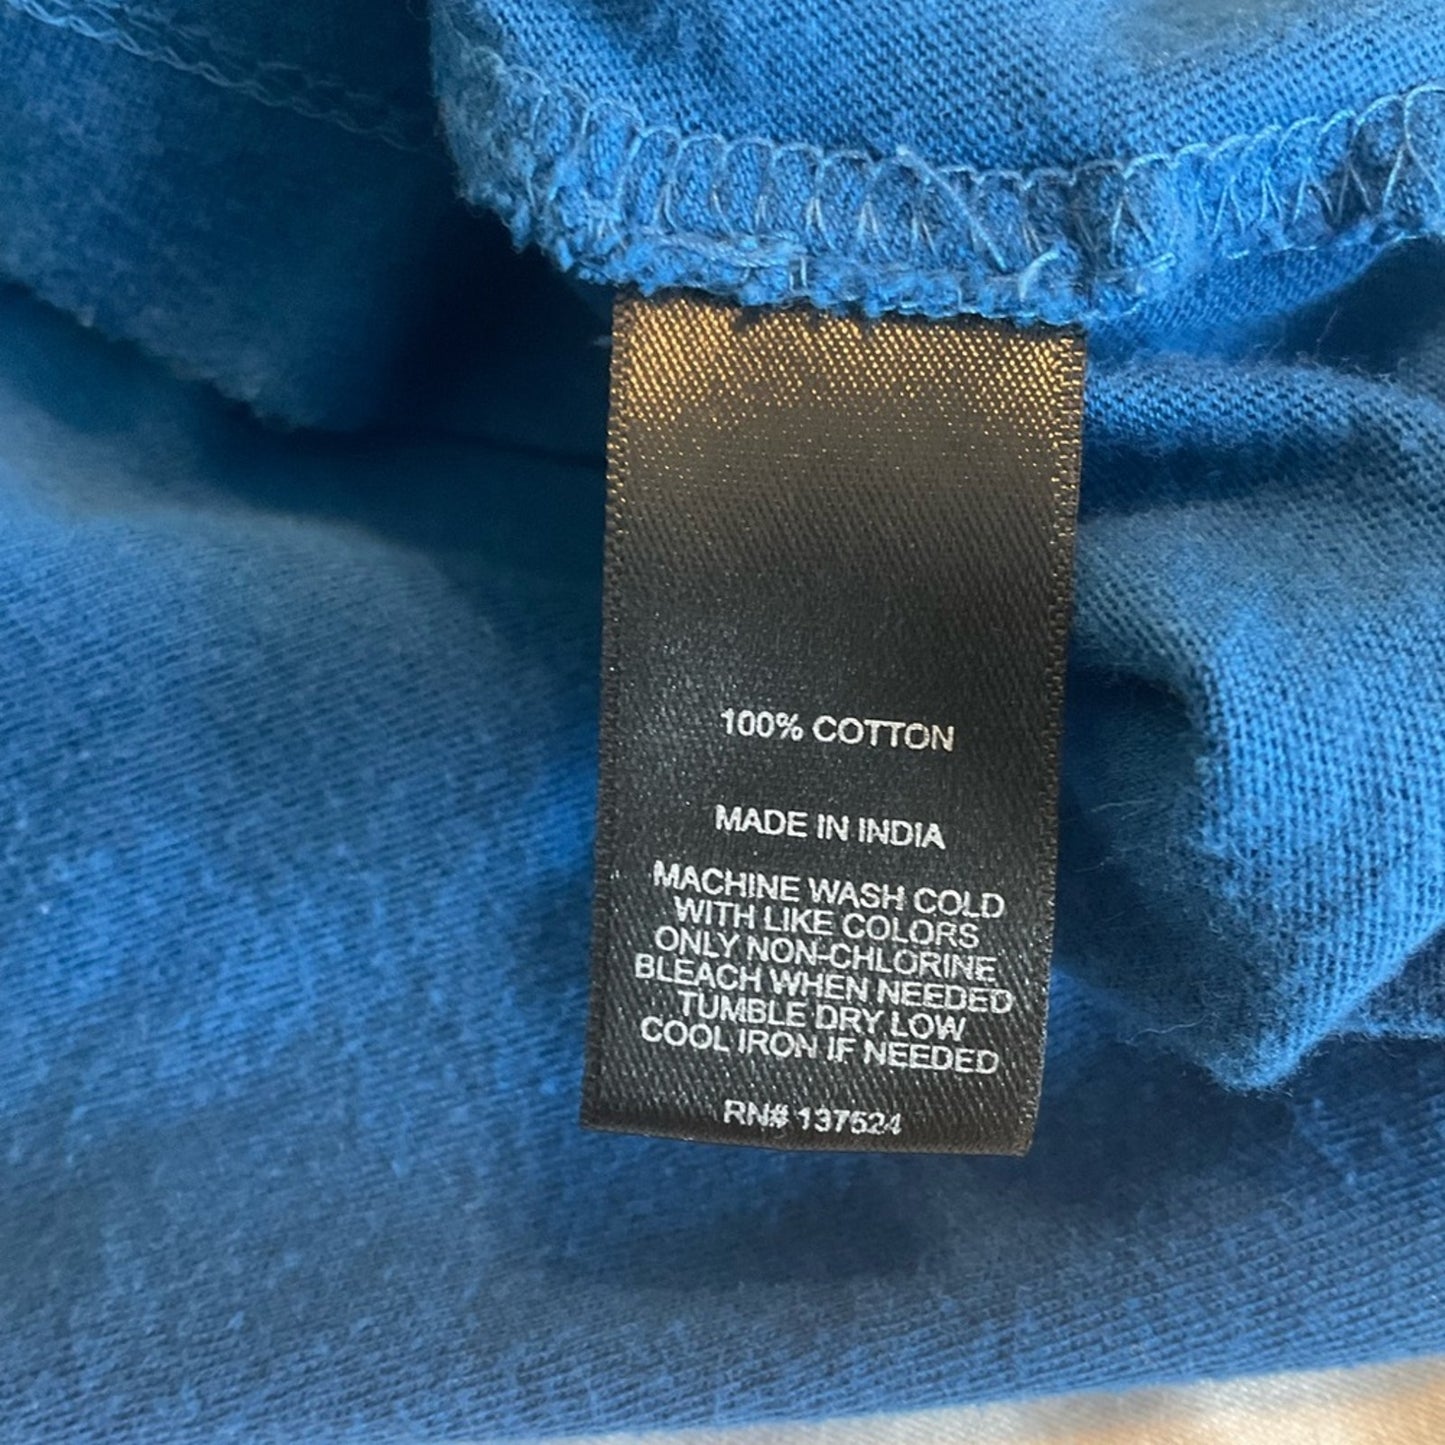 100% COTTON
MADE IN INDIA
MACHINE WASH COLD
WITH LIKE COLORS
ONLY NON-CHLORINE
BLEACH WHEN NEEDED
TUMBLE DRY LOW
COOL IRON IF NEEDED
RN# 137524